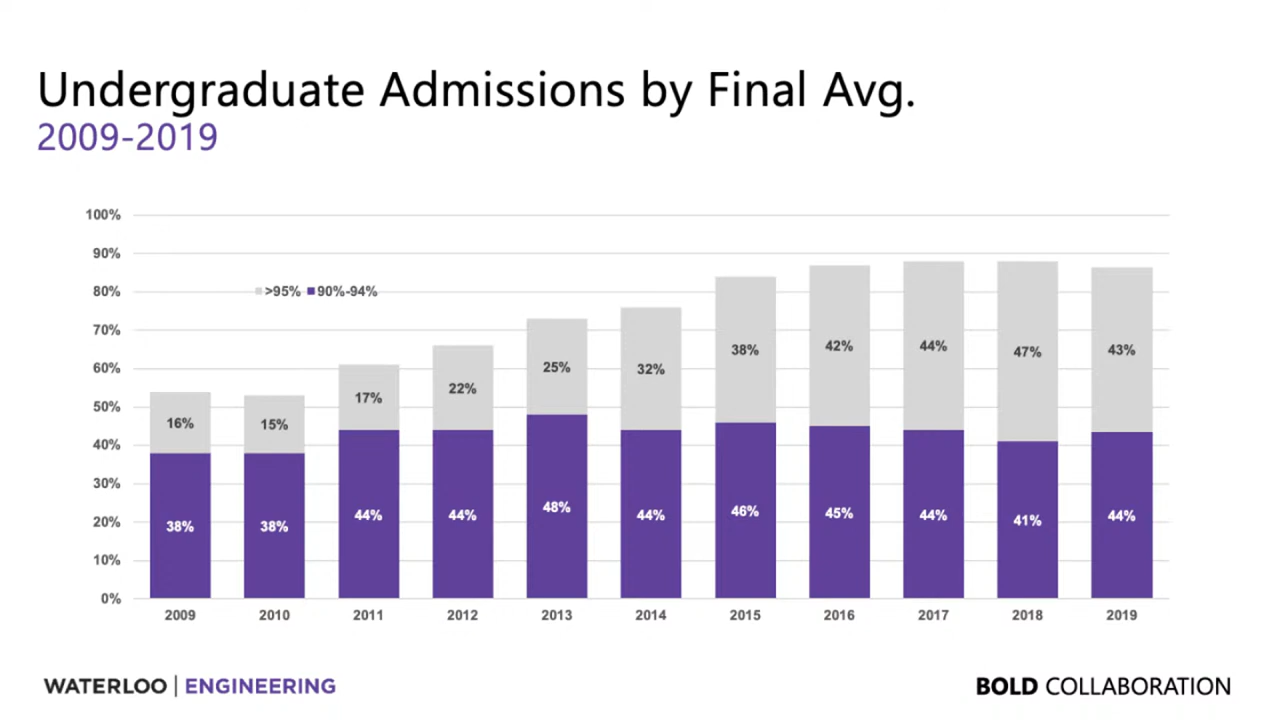 Undergraduate Admissions by Final Avg.
2009-2019
100%
90%
80%
70%
60%
50%
40%
30%
20%
10%
0%
>95% 90%-94%
16% 15% 17% 22% 25% 32% 38% 42% 44% 47% 43%
38% 38% 44% 44% 48% 44% 46% 45% 44% 41% 44%
2009 2010 2011 2012 2013 2014 2015 2016 2017 2018 2019
WATERLOO | ENGINEERING
BOLD COLLABORATION